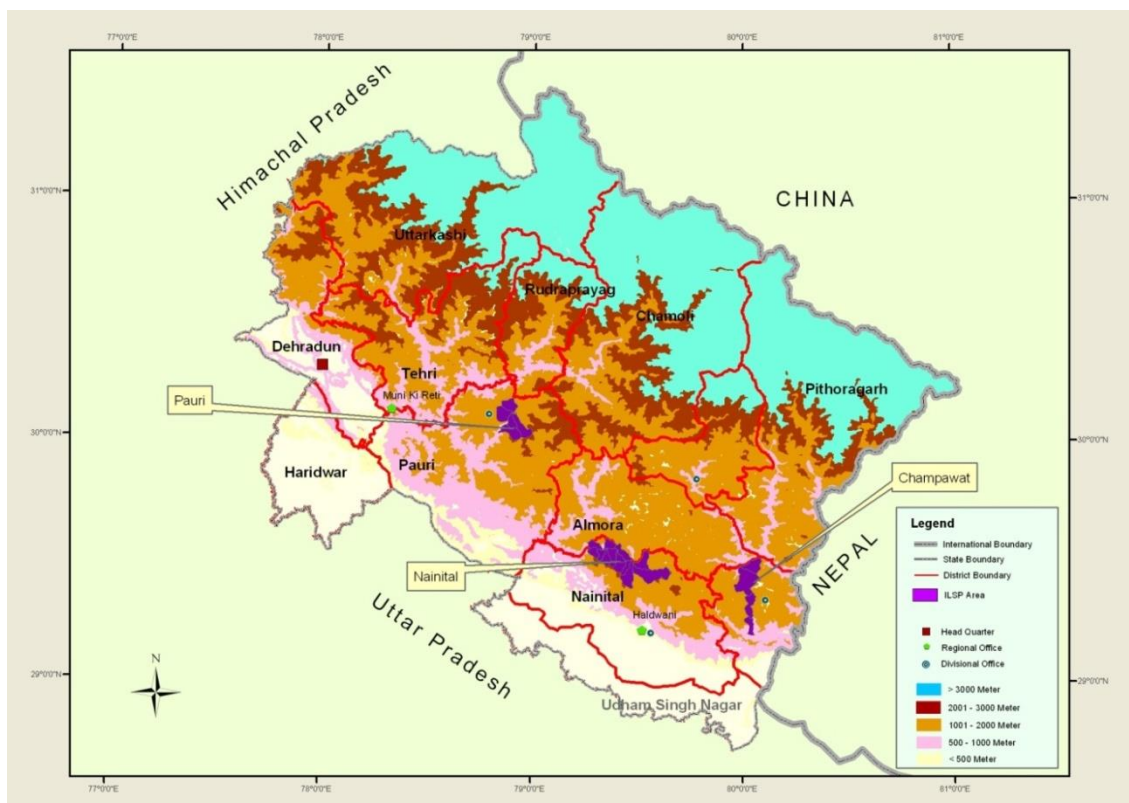 77°0'0"E
78°0'0"E
79°0'0"E
80°0'0"E
81°0'0"E
Himachal Pradesh
31°0'0"N
CHINA
31°0'0"N
Uttarkashi
Rudraprayag
Chamoli
Dehradun
Tehri
Pithoragarh
Muni Ki Reti
Pauri
30°0'0"N
30°0'0"N
Haridwar
Pauri
Champawat
Almora
Nainital
Nainital
NEPAL
Haldwani
Uttar Pradesh
Udham Singh Nagar
N
29°0'0"N
29°0'0"N
Legend
International Boundary
State Boundary
District Boundary
ILSP Area
Head Quarter
Regional Office
Divisional Office
> 3000 Meter
2001 - 3000 Meter
1001 - 2000 Meter
500 - 1000 Meter
< 500 Meter
77°0'0"E
78°0'0"E
79°0'0"E
80°0'0"E
81°0'0"E